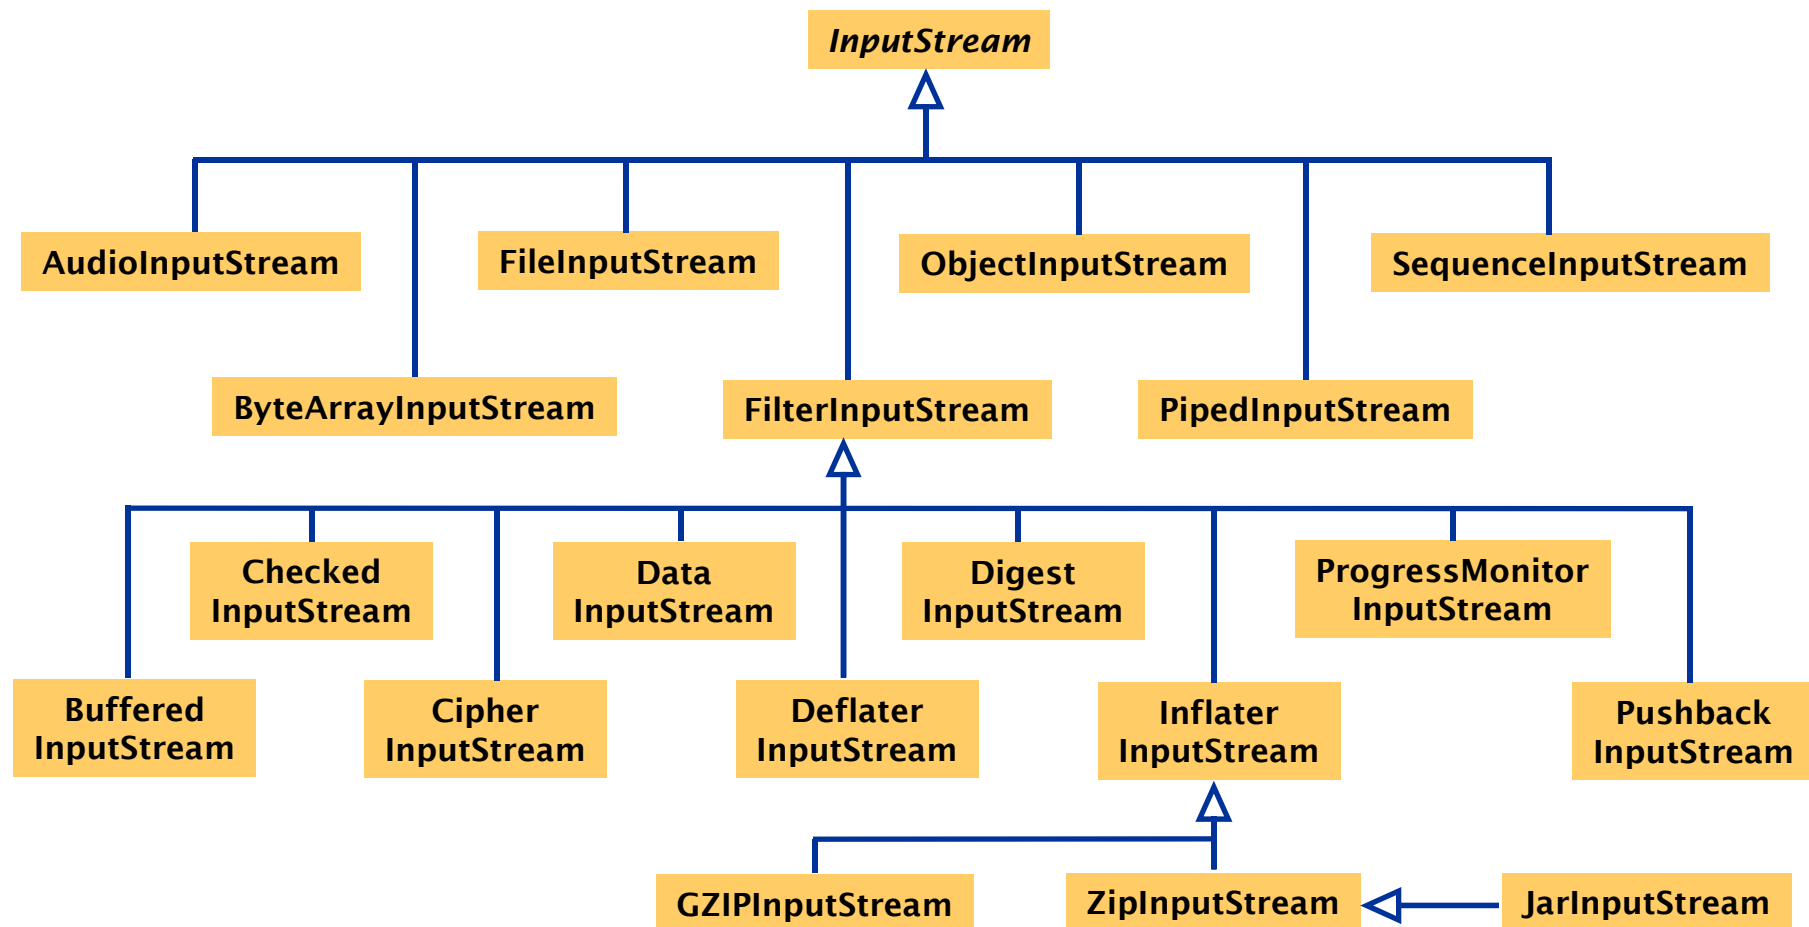 InputStream
AudioInputStream
FileInputStream
ObjectInputStream
SequenceInputStream
ByteArrayInputStream
FilterInputStream
PipedInputStream
Checked
InputStream
Data
InputStream
Digest
InputStream
ProgressMonitor
InputStream
Buffered
InputStream
Cipher
InputStream
Deflater
InputStream
Inflater
InputStream
Pushback
InputStream
GZIPInputStream
ZipInputStream
JarInputStream